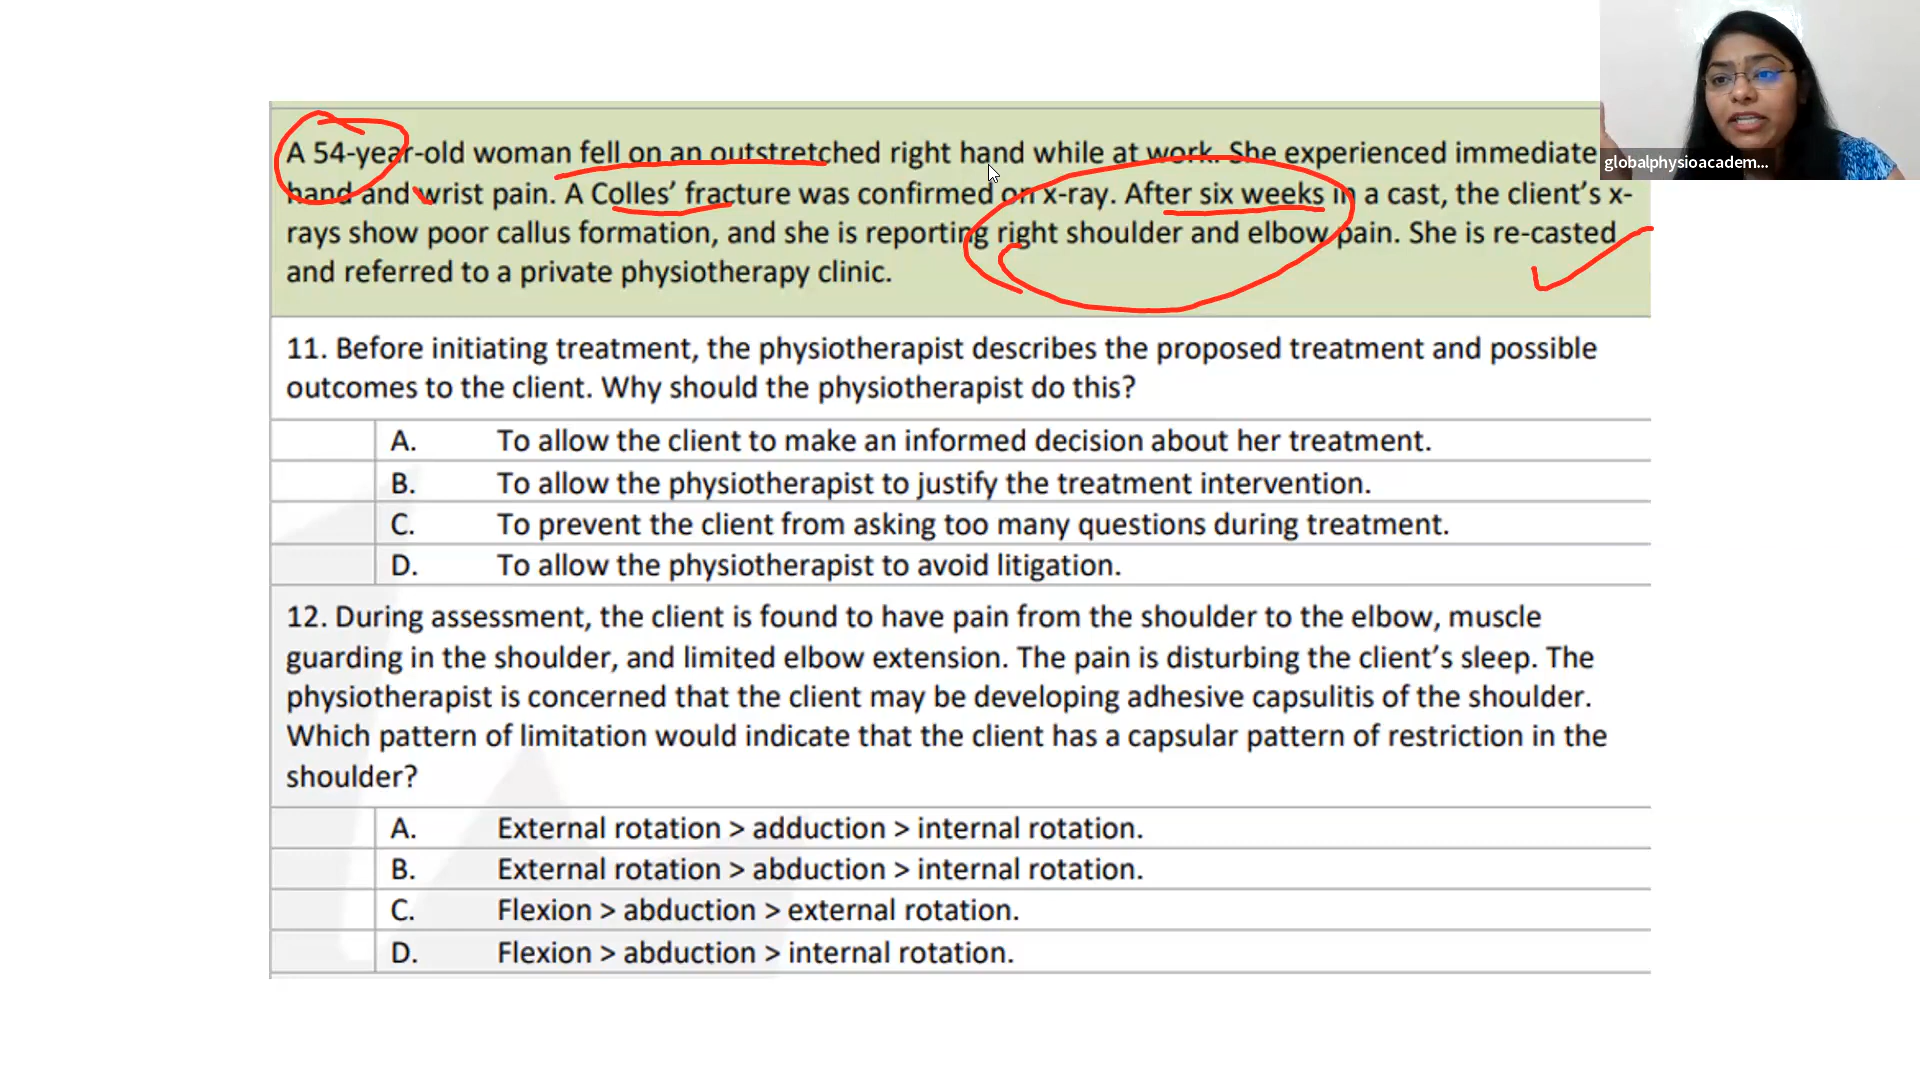 A 54-year-old woman fell on an outstretched right hand while at work. She experienced immediate
hand and wrist pain. A Colles’ fracture was confirmed on x-ray. After six weeks in a cast, the client’s x-
rays show poor callus formation, and she is reporting right shoulder and elbow pain. She is re-casted
and referred to a private physiotherapy clinic.
globalphysioacadem...
11. Before initiating treatment, the physiotherapist describes the proposed treatment and possible
outcomes to the client. Why should the physiotherapist do this?
A. To allow the client to make an informed decision about her treatment.
B. To allow the physiotherapist to justify the treatment intervention.
C. To prevent the client from asking too many questions during treatment.
D. To allow the physiotherapist to avoid litigation.
12. During assessment, the client is found to have pain from the shoulder to the elbow, muscle
guarding in the shoulder, and limited elbow extension. The pain is disturbing the client’s sleep. The
physiotherapist is concerned that the client may be developing adhesive capsulitis of the shoulder.
Which pattern of limitation would indicate that the client has a capsular pattern of restriction in the
shoulder?
A. External rotation > adduction > internal rotation.
B. External rotation > abduction > internal rotation.
C. Flexion > abduction > external rotation.
D. Flexion > abduction > internal rotation.